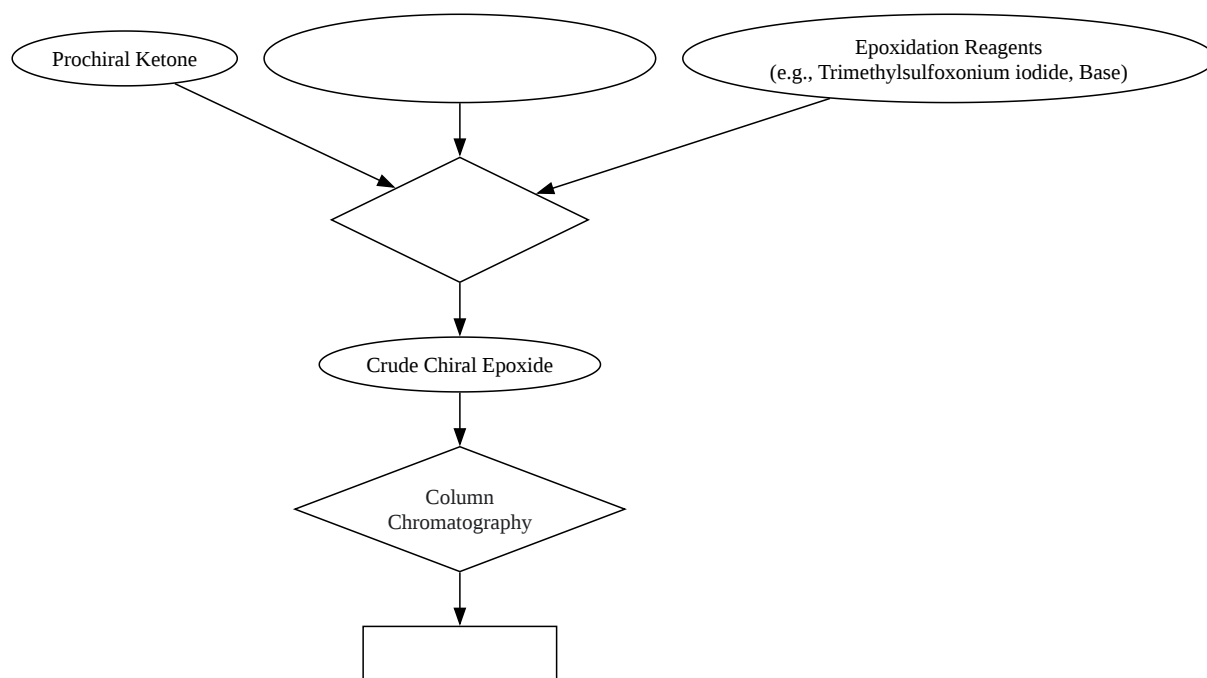 Prochiral Ketone
Epoxidation Reagents
(e.g., Trimethylsulfoxonium iodide, Base)
Crude Chiral Epoxide
Column
Chromatography